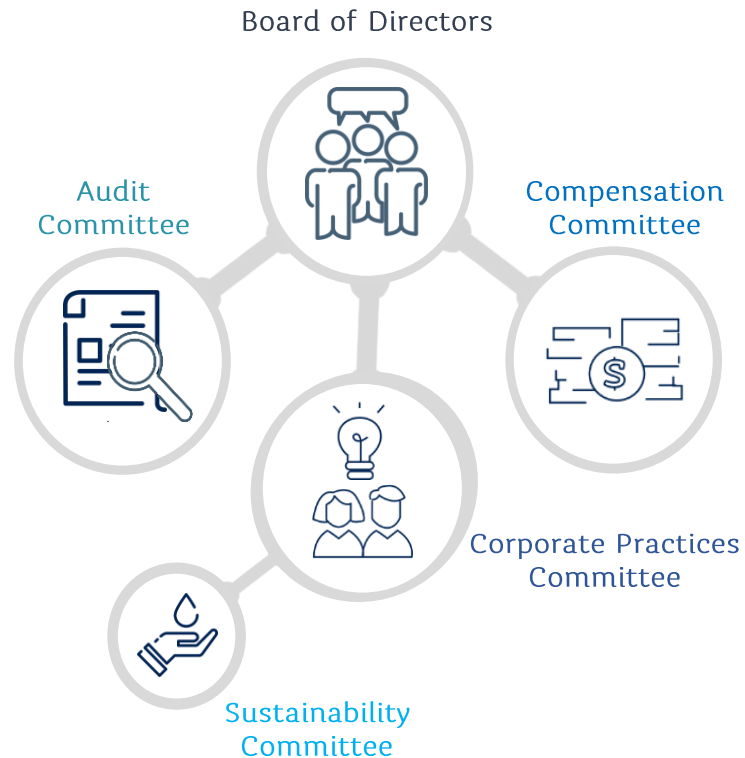 Board of Directors
Audit
Committee
Compensation
Committee
$
Corporate Practices
Committee
Sustainability
Committee